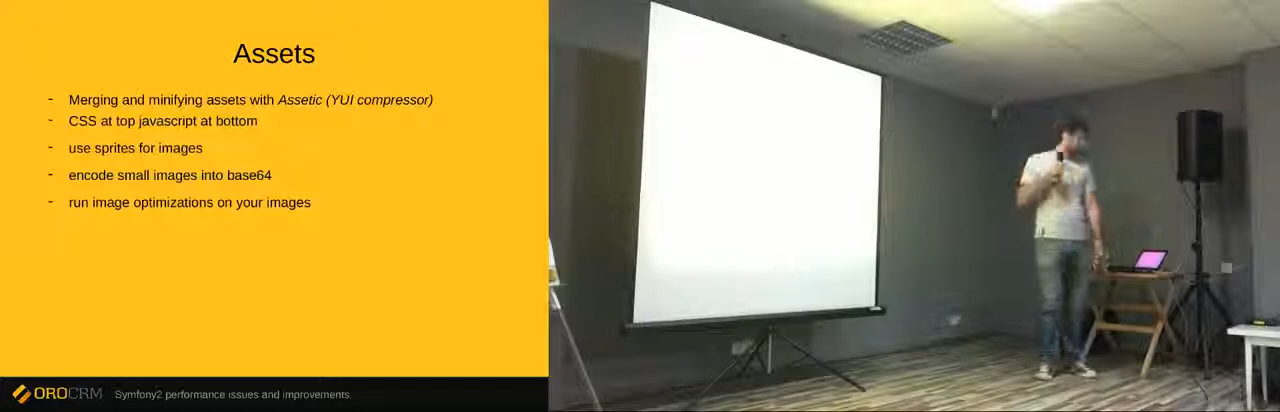 Assets
- Merging and minifying assets with Assetic (YUI compressor)
- CSS at top javascript at bottom
- use sprites for images
- encode small images into base64
- run image optimizations on your images
OROCRM Symfony2 performance issues and improvements